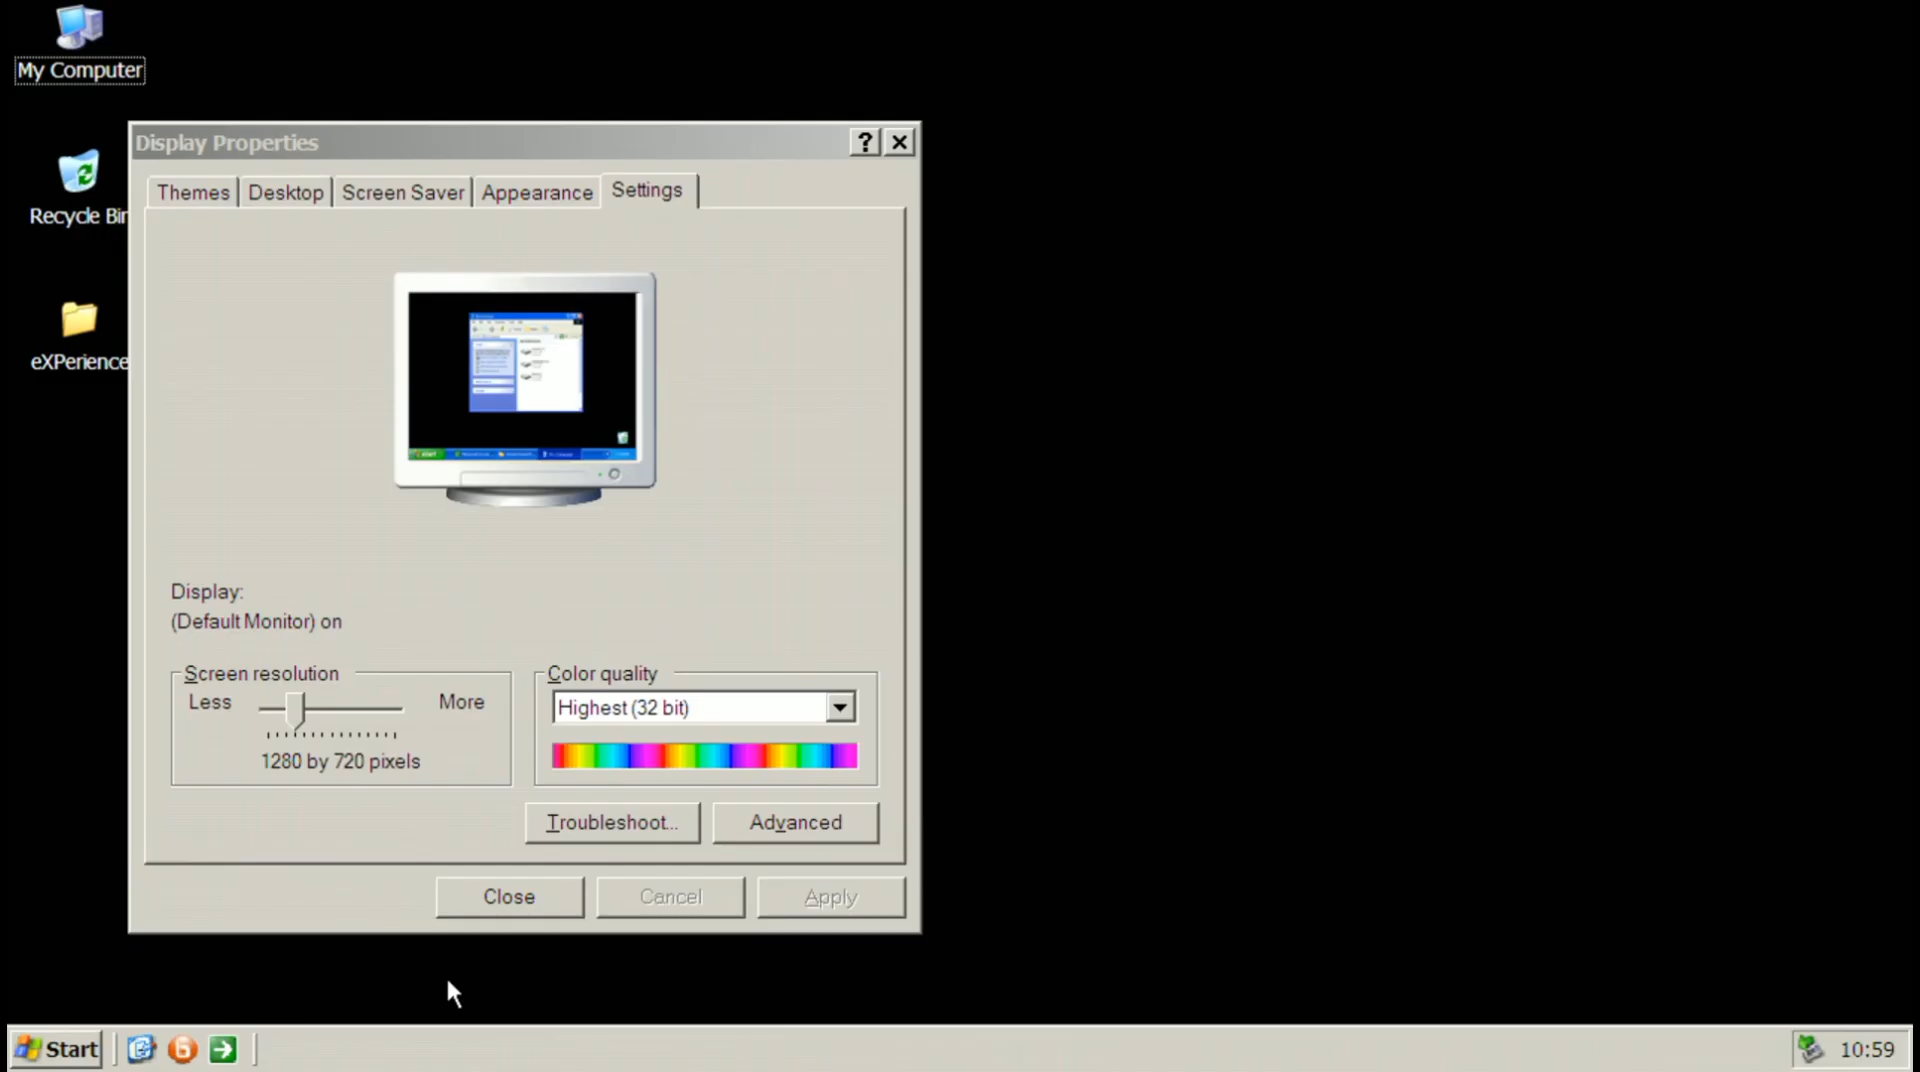 My Computer
Recycle Bin
eXPerience
Display Properties
Themes
Desktop
Screen Saver
Appearance
Settings
Display:
(Default Monitor) on
Screen resolution
Less
More
1280 by 720 pixels
Color quality
Highest (32 bit)
Troubleshoot...
Advanced
Close
Cancel
Apply
Start
6
10:59